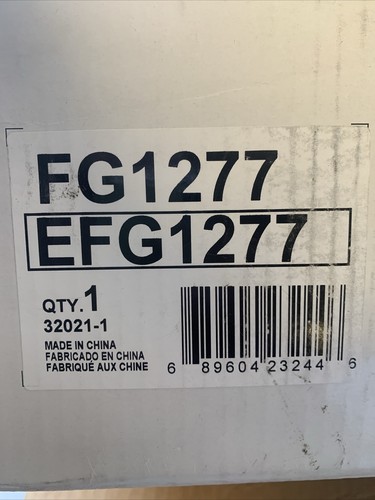 FG1277
EFG1277
QTY.1
32021-1
MADE IN CHINA
FABRICADO EN CHINA
FABRIQUÉ AUX CHINE
6 89604 23244 6